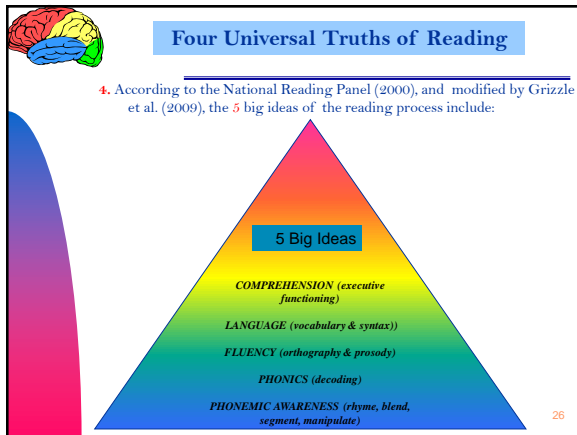 Four Universal Truths of Reading
4. According to the National Reading Panel (2000), and modified by Grizzle
et al. (2009), the 5 big ideas of the reading process include:
5 Big Ideas
COMPREHENSION (executive
functioning)
LANGUAGE (vocabulary & syntax))
FLUENCY (orthography & prosody)
PHONICS (decoding)
PHONEMIC AWARENESS (rhyme, blend,
segment, manipulate)
26